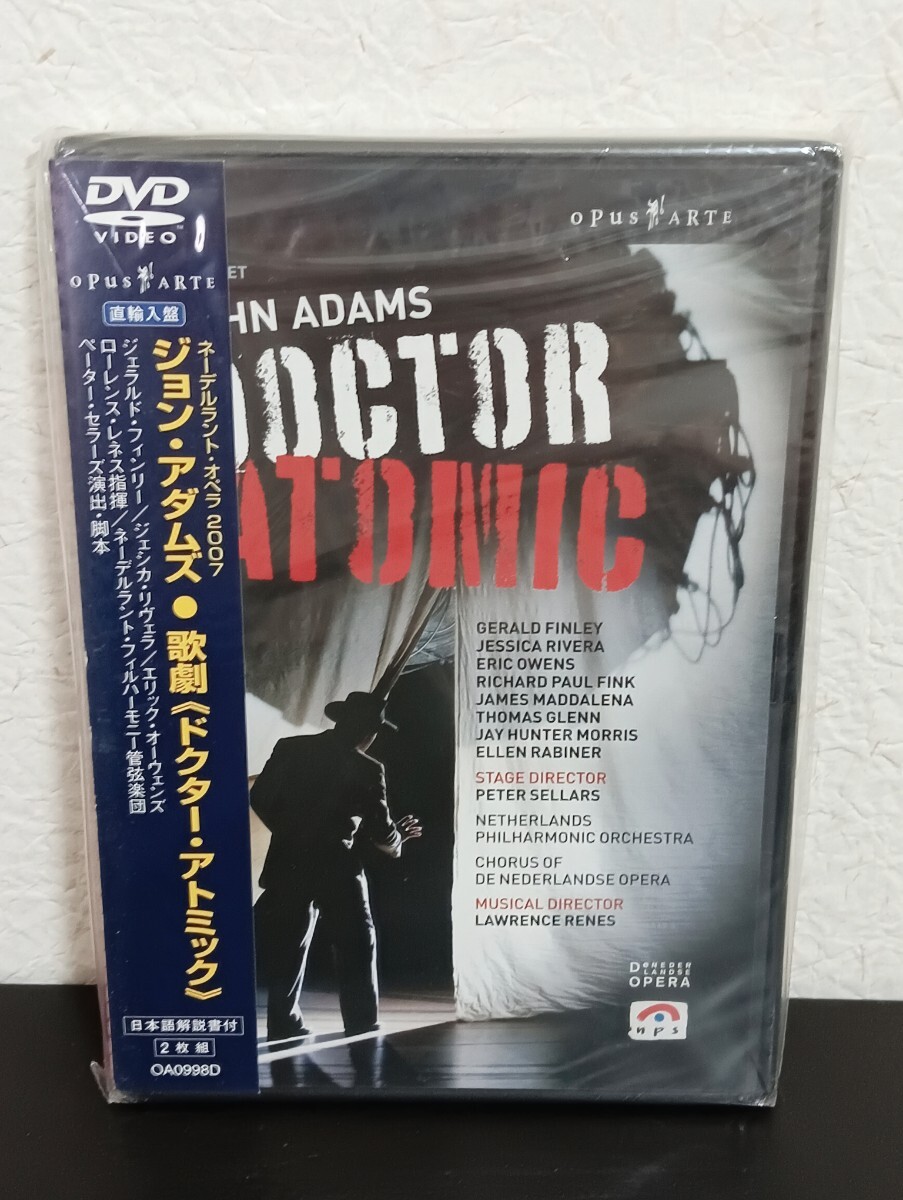 DVD
VIDEO
OPUS ARTE
直輸入盤
ネーデルラント・オペラ 2007
ジョン・アダムズ ● 歌劇《ドクター・アトミック》
ジェラルド・フィンリー/ジェシカ・リヴェラ/エリック・オーウェンズ
ローレンス・レネス指揮/ネーデルラント・フィルハーモニー管弦楽団
ペーター・セラーズ演出・脚本
日本語解説書付
2枚組
OA0998D
OPUS ARTE
ET
HN ADAMS
DOCTOR
ATOMIC
GERALD FINLEY
JESSICA RIVERA
ERIC OWENS
RICHARD PAUL FINK
JAMES MADDALENA
THOMAS GLENN
JAY HUNTER MORRIS
ELLEN RABINER
STAGE DIRECTOR
PETER SELLARS
NETHERLANDS
PHILHARMONIC ORCHESTRA
CHORUS OF
DE NEDERLANDSE OPERA
MUSICAL DIRECTOR
LAWRENCE RENES
De NEDER
LANDSE
OPERA
nps